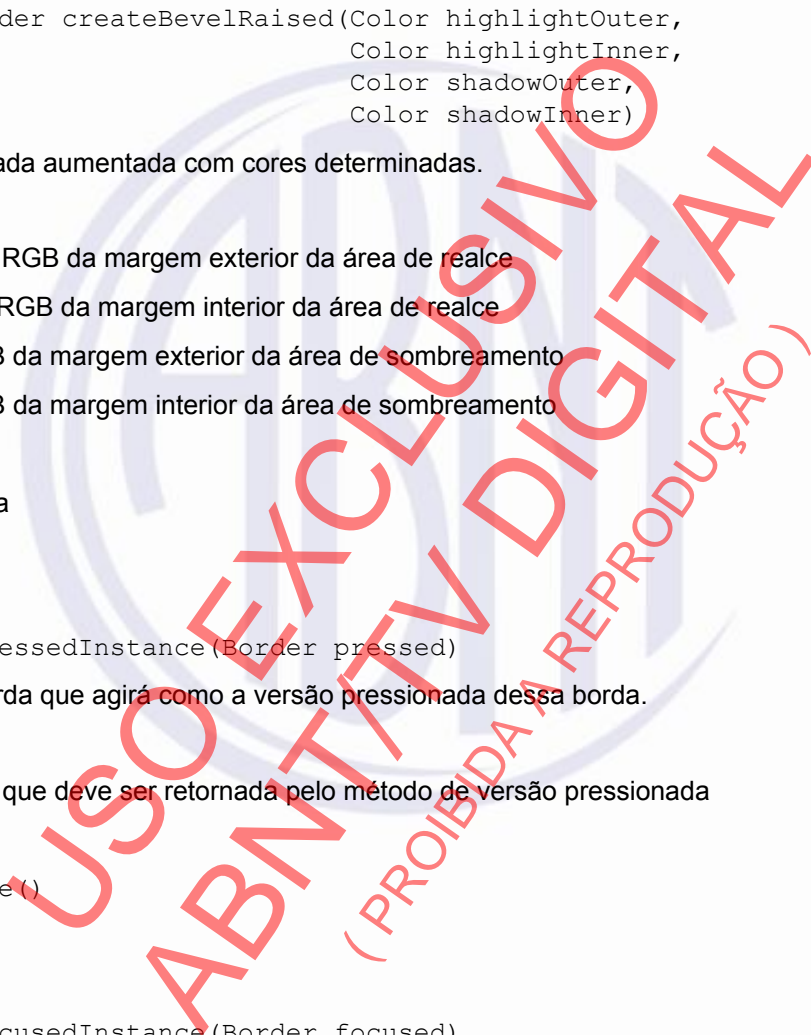 der createBevelRaised(Color highlightOuter,
Color highlightInner,
Color shadowOuter,
Color shadowInner)
ada aumentada com cores determinadas.
RGB da margem exterior da área de realce
RGB da margem interior da área de realce
B da margem exterior da área de sombreamento
B da margem interior da área de sombreamento
a
essedInstance(Border pressed)
rda que agirá como a versão pressionada dessa borda.
que deve ser retornada pelo método de versão pressionada
e()
cusedInstance(Border focused)
USO EXCLUSIVO
ABNT/TV DIGITAL
( PROIBIDA A REPRODUÇÃO )
ABNT